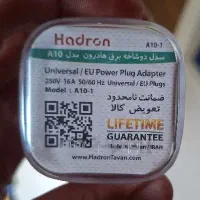 Hadron A10-1
مبدل دوشاخه برق هادرون مدل A10
Universal / EU Power Plug Adapter
250V 16A 50/60 Hz Universal / EU Plugs
Model : A10-1
ضمانت نامحدود
تعویض کالا
LIFETIME
GUARANTEE
www.HadronTavan.com